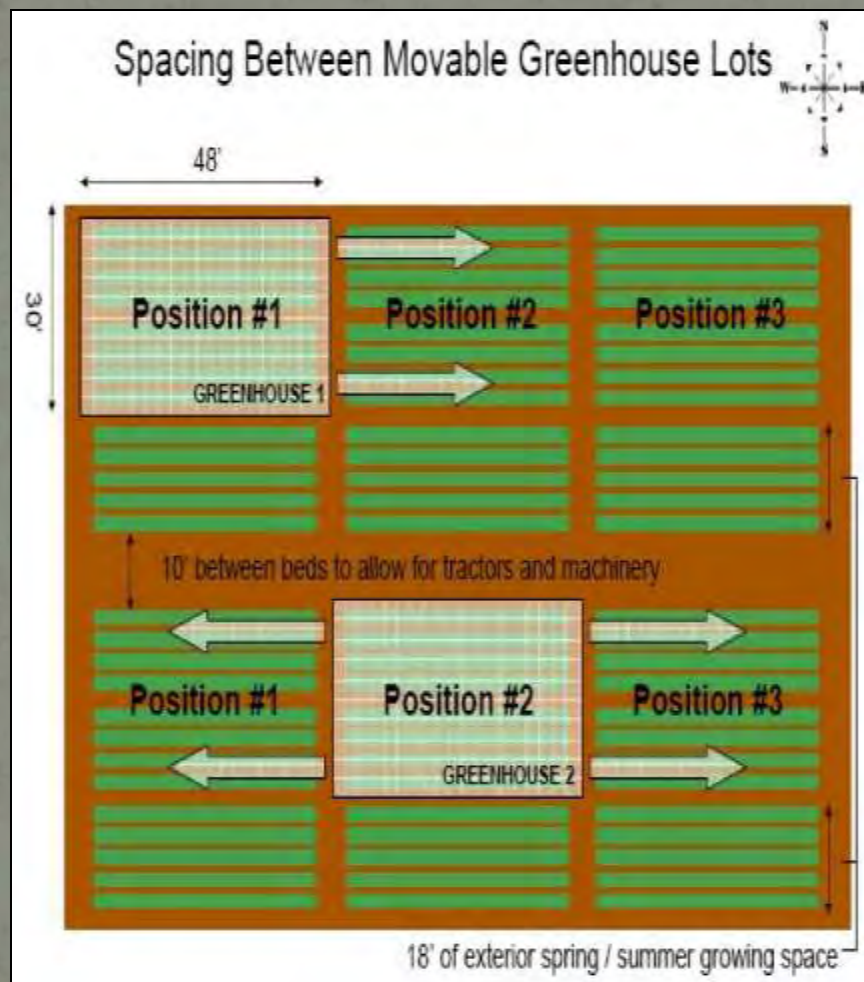 Spacing Between Movable Greenhouse Lots
N
W
E
S
48'
30'
Position #1
Position #2
Position #3
GREENHOUSE 1
10' between beds to allow for tractors and machinery
Position #1
Position #2
Position #3
GREENHOUSE 2
18' of exterior spring / summer growing space